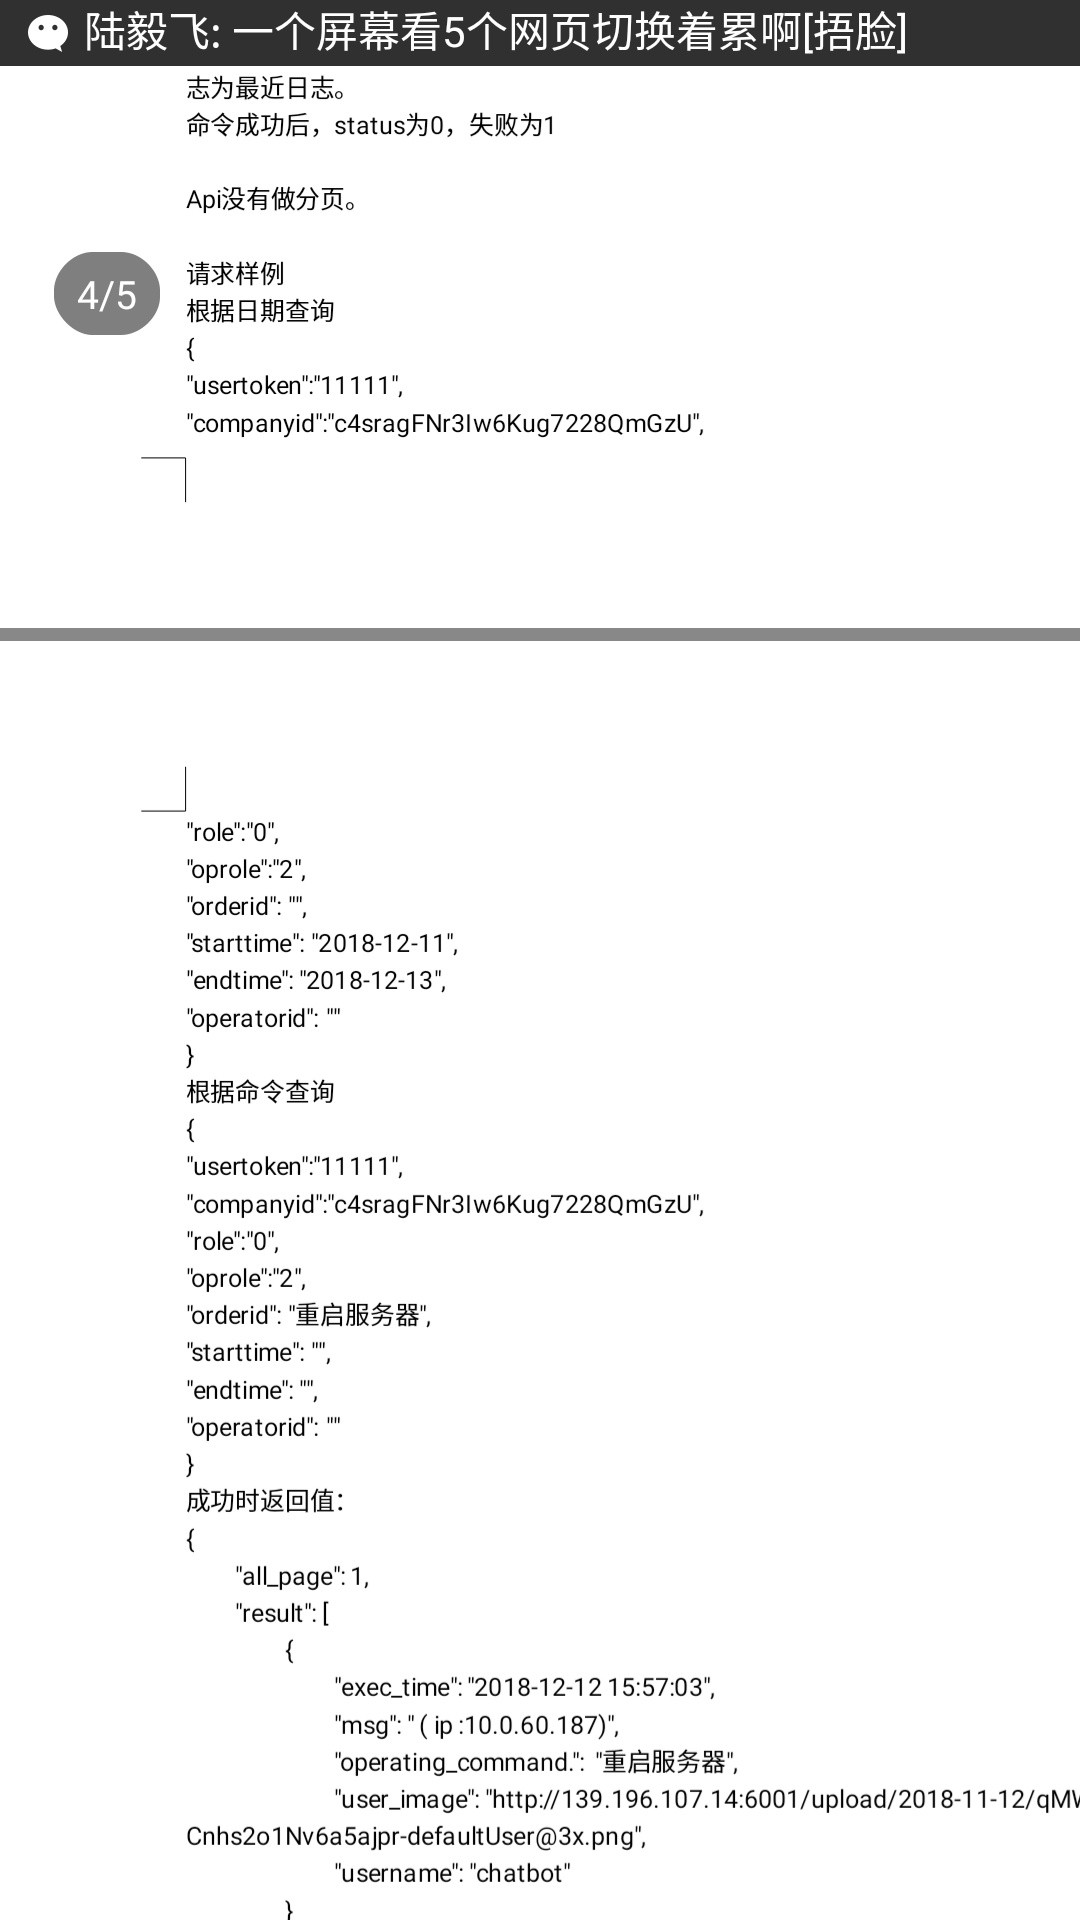 陆毅飞: 一个屏幕看5个网页切换着累啊[捂脸]
志为最近日志。
命令成功后，status为0，失败为1
Api没有做分页。
4/5
请求样例
根据日期查询
{
"usertoken":"11111",
"companyid":"c4sragFNr3Iw6Kug7228QmGzU",
"role":"0",
"oprole":"2",
"orderid": "",
"starttime": "2018-12-11",
"endtime": "2018-12-13",
"operatorid": ""
}
根据命令查询
{
"usertoken":"11111",
"companyid":"c4sragFNr3Iw6Kug7228QmGzU",
"role":"0",
"oprole":"2",
"orderid": "重启服务器",
"starttime": "",
"endtime": "",
"operatorid": ""
}
成功时返回值：
{
"all_page": 1,
"result": [
{
"exec_time": "2018-12-12 15:57:03",
"msg": " ( ip :10.0.60.187)",
"operating_command.": "重启服务器",
"user_image": "http://139.196.107.14:6001/upload/2018-11-12/qMW
Cnhs2o1Nv6a5ajpr-defaultUser@3x.png",
"username": "chatbot"
}